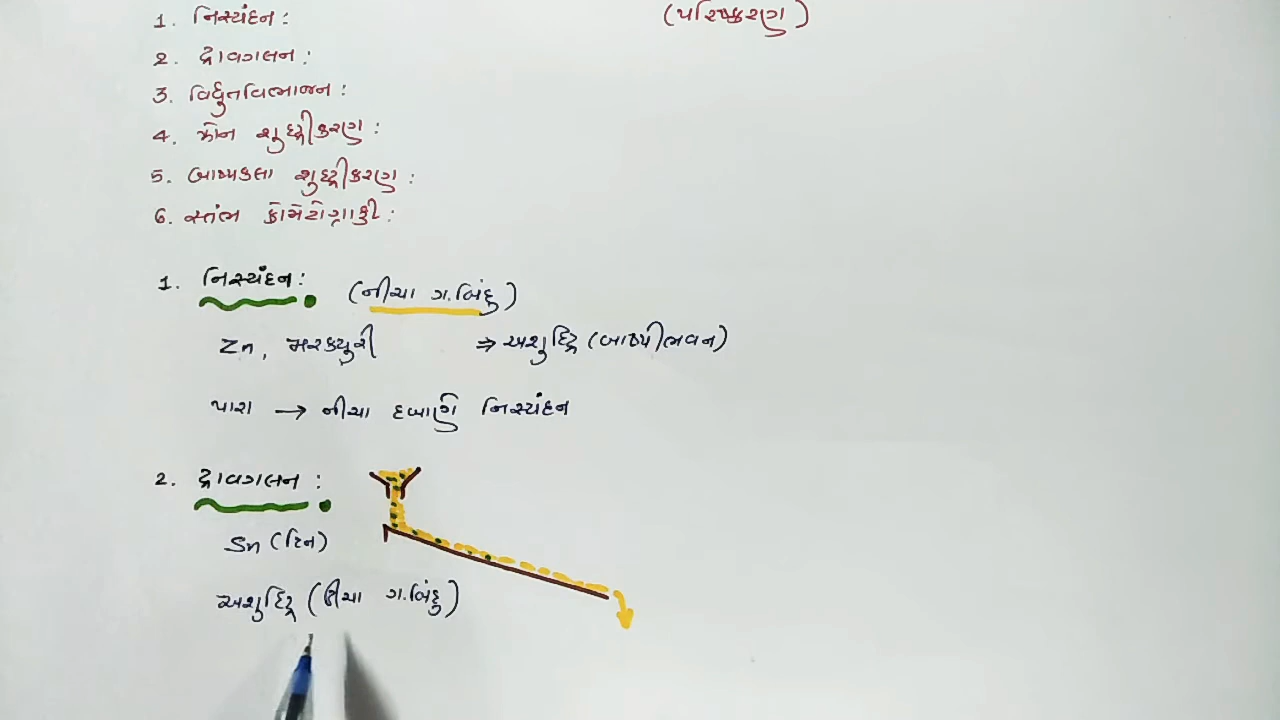 1. નિસ્યંદન :
(પરિષ્કરણ)
2. દ્રાવગલન :
3. વિદ્યુતવિભાજન :
4. ઝોન શુદ્ધીકરણ :
5. બાષ્પકલા શુદ્ધીકરણ :
6. સ્તંભ ક્રોમેટોગ્રાફી :
1. નિસ્યંદન : (નીચા ગ.બિંદુ)
Zn, મરક્યુરી ⇒ અશુદ્ધિ (બાષ્પીભવન)
પારા → નીચા દબાણે નિસ્યંદન
2. દ્રાવગલન :
Sn (ટિન)
અશુદ્ધિ (ઊંચા ગ.બિંદુ)